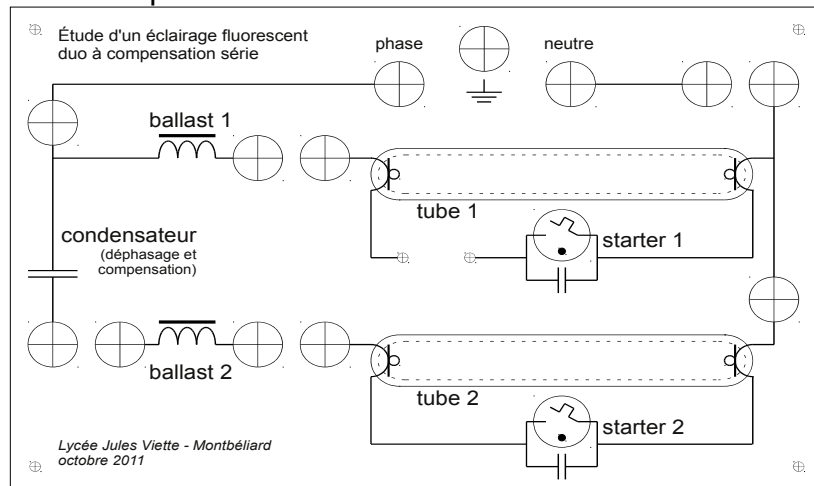 Étude d'un éclairage fluorescent
duo à compensation série
phase
neutre
ballast 1
tube 1
starter 1
condensateur
(déphasage et
compensation)
ballast 2
tube 2
starter 2
Lycée Jules Viette - Montbéliard
octobre 2011